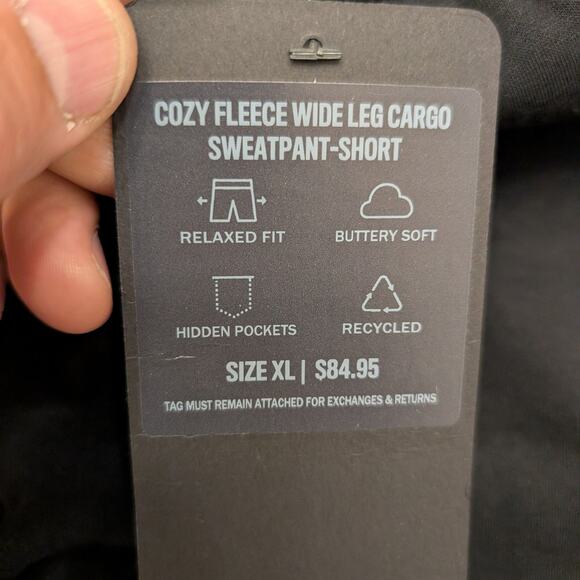 COZY FLEECE WIDE LEG CARGO
SWEATPANT-SHORT
RELAXED FIT
BUTTERY SOFT
HIDDEN POCKETS
RECYCLED
SIZE XL | $84.95
TAG MUST REMAIN ATTACHED FOR EXCHANGES & RETURNS